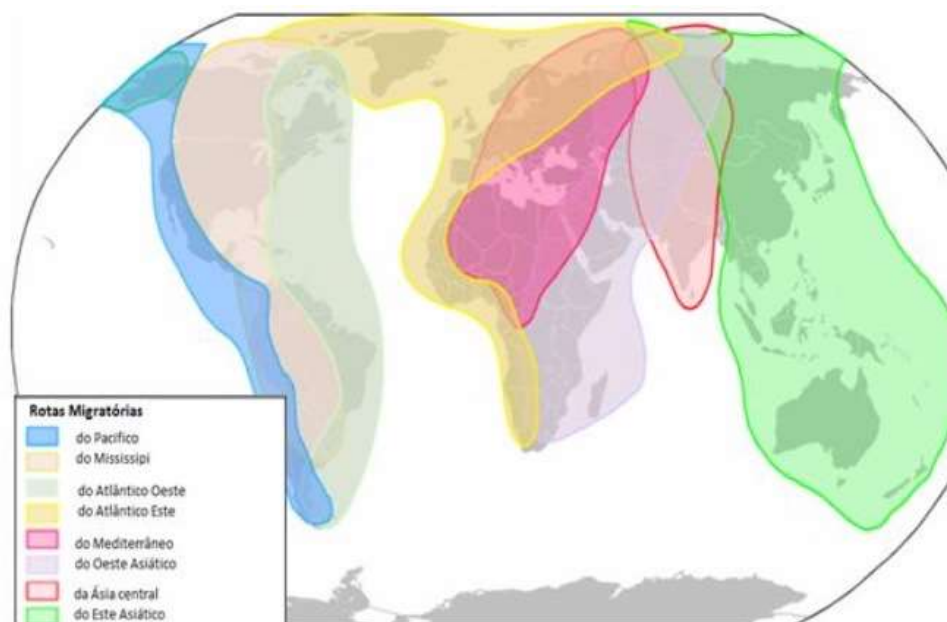 Rotas Migratórias
do Pacífico
do Mississipi
do Atlântico Oeste
do Atlântico Este
do Mediterrâneo
do Oeste Asiático
da Ásia central
do Este Asiático